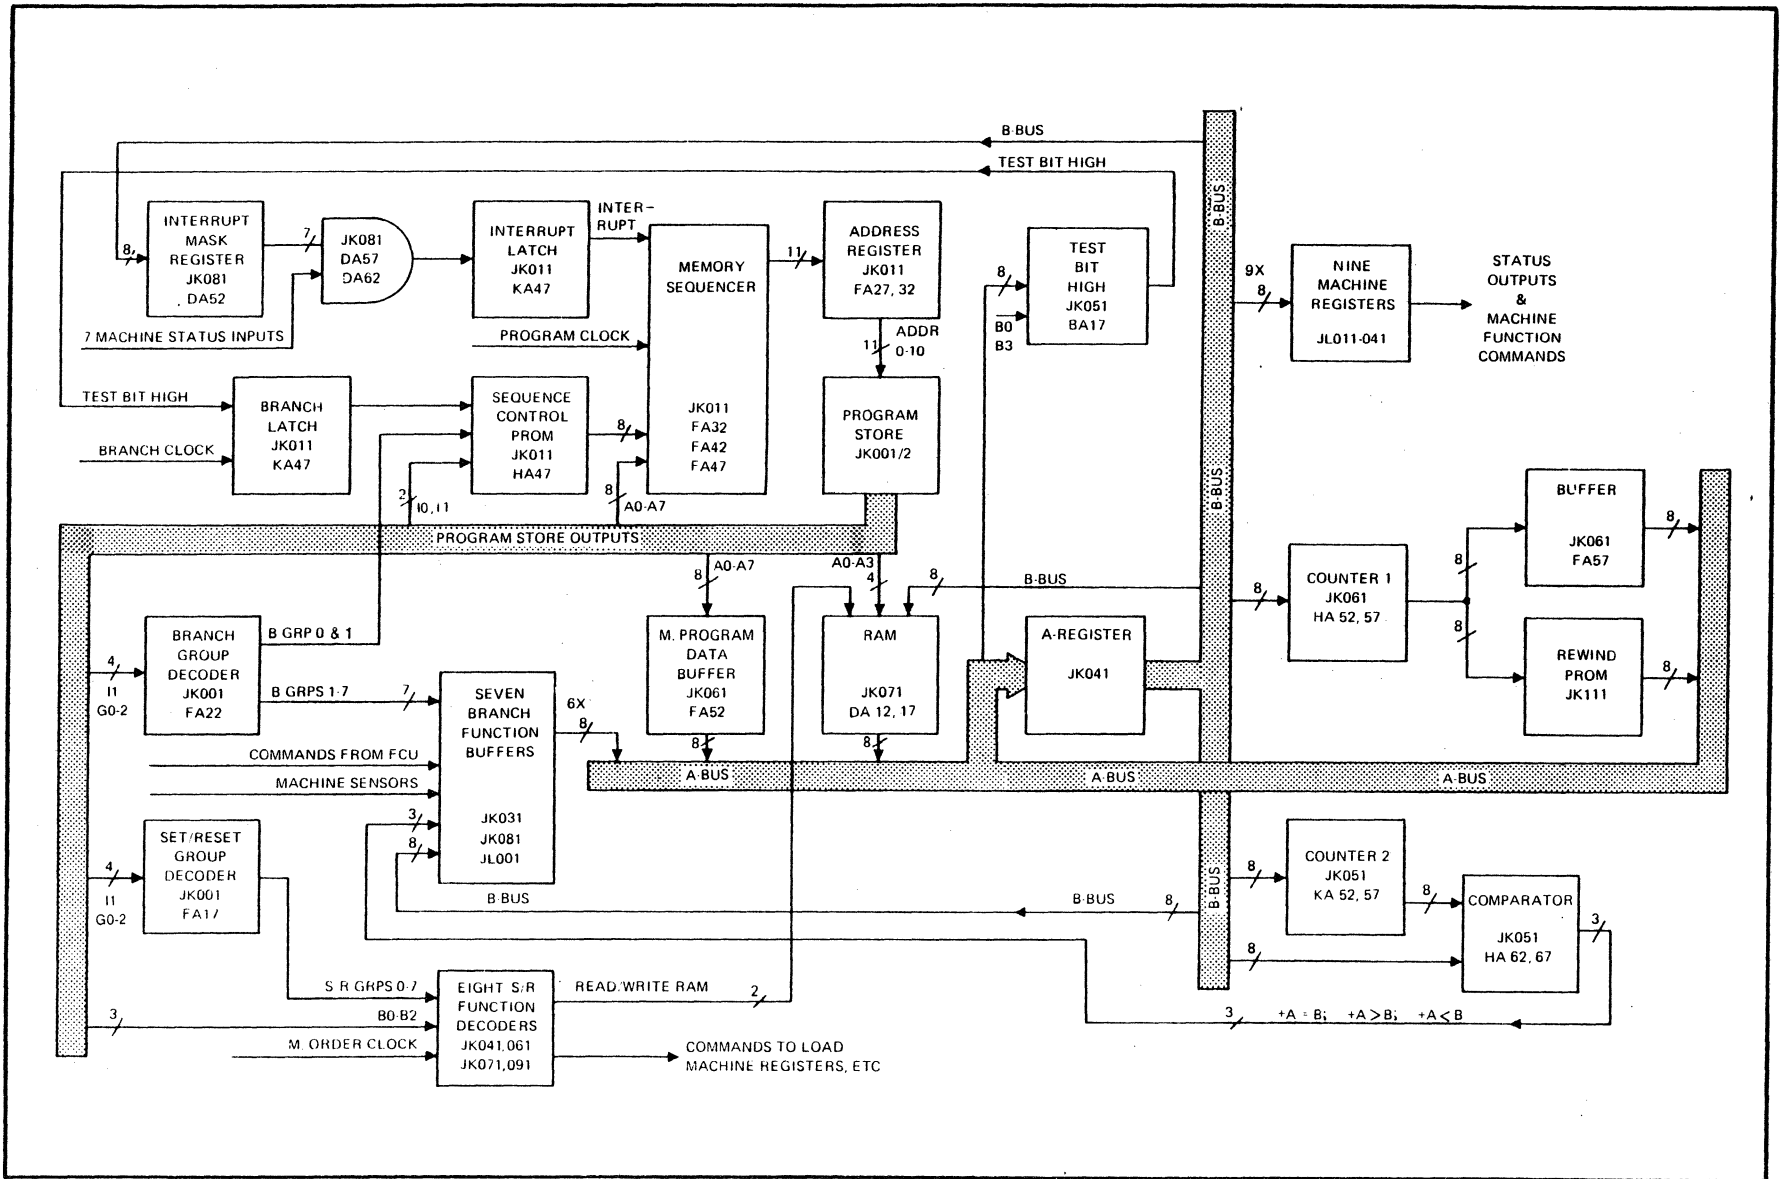 B-BUS
TEST BIT HIGH
INTERRUPT
MASK
REGISTER
JK081
DA52
8
7
JK081
DA57
DA62
INTERRUPT
LATCH
JK011
KA47
INTER-
RUPT
MEMORY
SEQUENCER
JK011
FA32
FA42
FA47
11
ADDRESS
REGISTER
JK011
FA27, 32
11
ADDR
0-10
8
B0
B3
TEST
BIT
HIGH
JK051
BA17
B-BUS
9X
8
NINE
MACHINE
REGISTERS
JL011-041
STATUS
OUTPUTS
&
MACHINE
FUNCTION
COMMANDS
7 MACHINE STATUS INPUTS
PROGRAM CLOCK
TEST BIT HIGH
BRANCH CLOCK
BRANCH
LATCH
JK011
KA47
SEQUENCE
CONTROL
PROM
JK011
HA47
8
2
I0, I1
8
A0-A7
PROGRAM
STORE
JK001/2
B-BUS
PROGRAM STORE OUTPUTS
8
A0-A7
A0-A3
4
8
B-BUS
8
COUNTER 1
JK061
HA 52, 57
8
8
BUFFER
JK061
FA57
8
REWIND
PROM
JK111
8
4
I1
G0-2
BRANCH
GROUP
DECODER
JK001
FA22
B GRP 0 & 1
B GRPS 1-7
7
SEVEN
BRANCH
FUNCTION
BUFFERS
JK031
JK081
JL001
6X
8
M. PROGRAM
DATA
BUFFER
JK061
FA52
8
RAM
JK071
DA 12, 17
8
A-REGISTER
JK041
COMMANDS FROM FCU
MACHINE SENSORS
A-BUS
A-BUS
A-BUS
3
8
4
I1
G0-2
SET/RESET
GROUP
DECODER
JK001
FA17
B-BUS
B-BUS
8
B-BUS
8
COUNTER 2
JK051
KA 52, 57
8
8
COMPARATOR
JK051
HA 62, 67
3
S R GRPS 0-7
3
B0-B2
M. ORDER CLOCK
EIGHT S/R
FUNCTION
DECODERS
JK041,061
JK071,091
READ/WRITE RAM
2
COMMANDS TO LOAD
MACHINE REGISTERS, ETC
3
+A = B; +A > B; +A < B